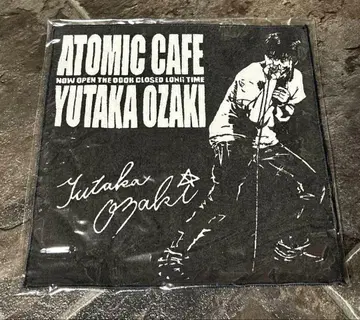 ATOMIC CAFE
NOW OPEN THE DOOR CLOSED LONG TIME
YUTAKA OZAKI
Yutaka
Ozaki